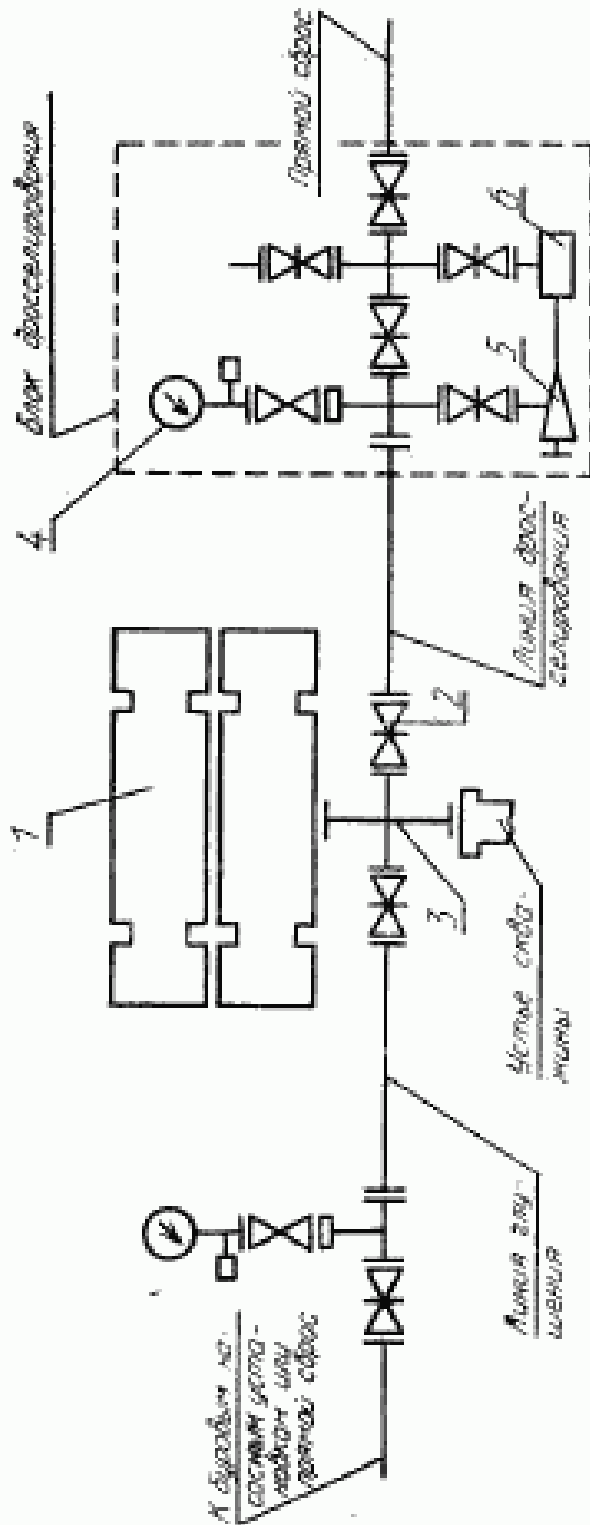 К буровым на-
сосным уста-
новкам или
прямой сброс
Линия глу-
шения
1
Устье сква-
жины
3
2
Линия дрос-
селирования
4
Блок дросселирования
5
6
Прямой сброс